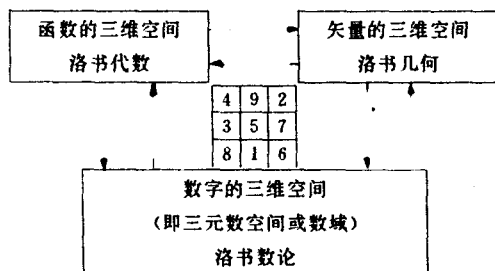 函数的三维空间
洛书代数
矢量的三维空间
洛书几何
4 9 2
3 5 7
8 1 6
数字的三维空间
（即三元数空间或数域）
洛书数论